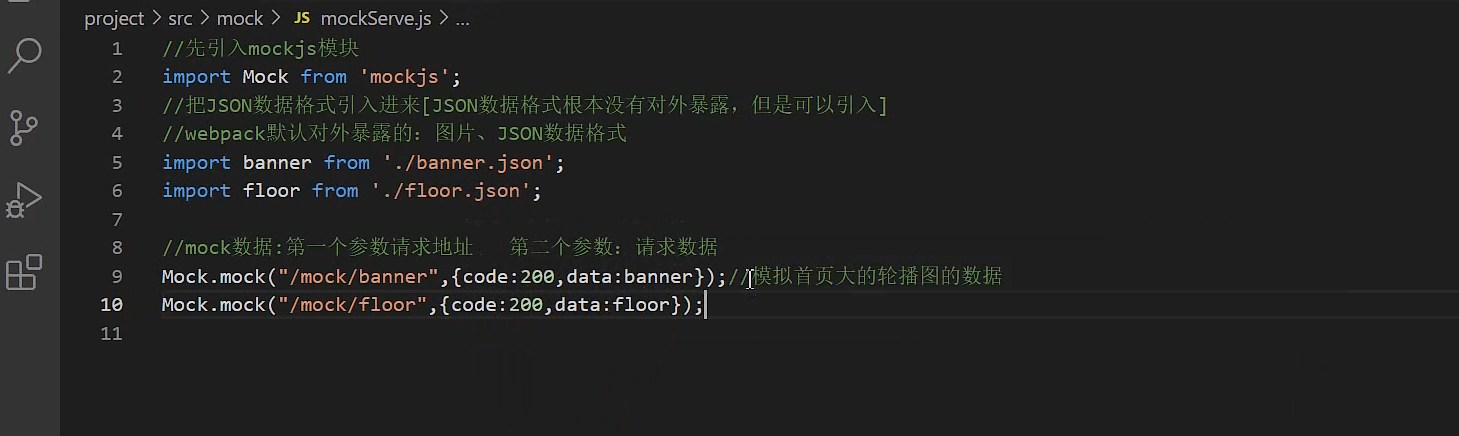 project > src > mock > JS mockServe.js > ...
1 //先引入mockjs模块
2 import Mock from 'mockjs';
3 //把JSON数据格式引入进来[JSON数据格式根本没有对外暴露，但是可以引入]
4 //webpack默认对外暴露的：图片、JSON数据格式
5 import banner from './banner.json';
6 import floor from './floor.json';
7
8 //mock数据:第一个参数请求地址   第二个参数：请求数据
9 Mock.mock("/mock/banner",{code:200,data:banner});//模拟首页大的轮播图的数据
10 Mock.mock("/mock/floor",{code:200,data:floor});
11